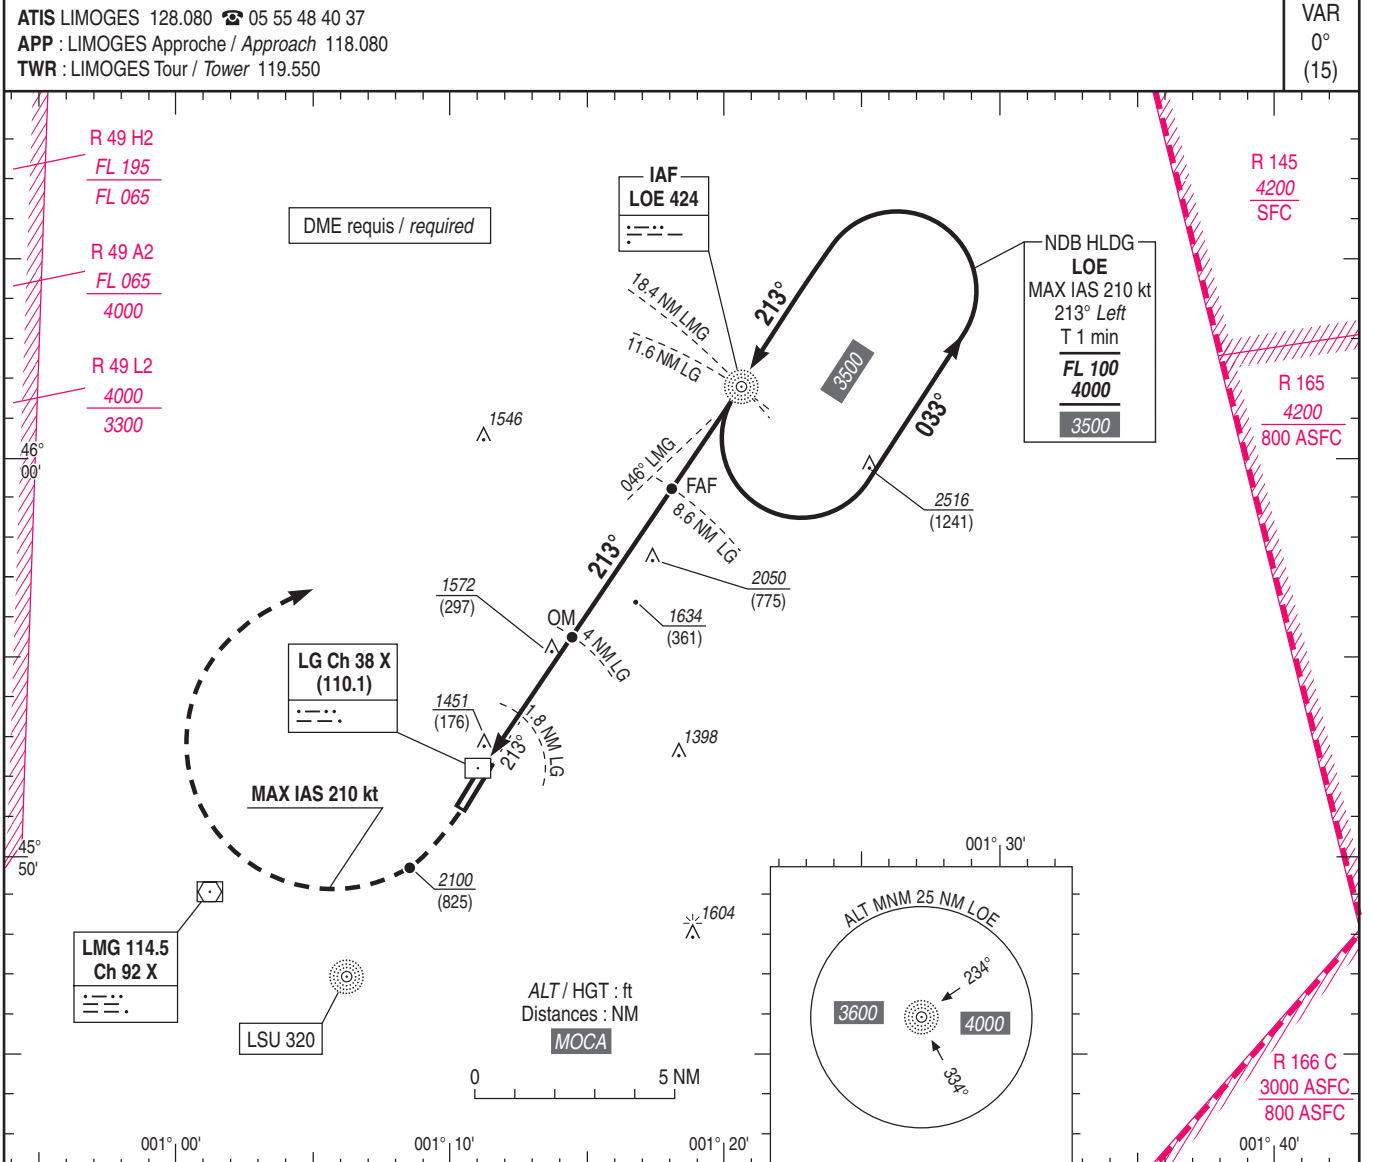 ATIS LIMOGES 128.080 ☎ 05 55 48 40 37
APP : LIMOGES Approche / Approach 118.080
TWR : LIMOGES Tour / Tower 119.550
VAR
0°
(15)
R 49 H2
FL 195
FL 065
R 49 A2
FL 065
4000
R 49 L2
4000
3300
DME requis / required
IAF
LOE 424
18.4 NM LMG
11.6 NM LG
213°
3500
033°
NDB HLDG
LOE
MAX IAS 210 kt
213° Left
T 1 min
FL 100
4000
3500
R 145
4200
SFC
R 165
4200
800 ASFC
46°
00'
1546
046° LMG
FAF
8.6 NM LG
2516
(1241)
213°
2050
(775)
1572
(297)
OM
1634
(361)
4 NM LG
LG Ch 38 X
(110.1)
1451
(176)
1.8 NM LG
213°
1398
MAX IAS 210 kt
45°
50'
2100
(825)
001° 30'
LMG 114.5
Ch 92 X
1604
ALT MNM 25 NM LOE
234°
3600
4000
334°
LSU 320
ALT / HGT : ft
Distances : NM
MOCA
0 5 NM
R 166 C
3000 ASFC
800 ASFC
001° 00'
001° 10'
001° 20'
001° 40'